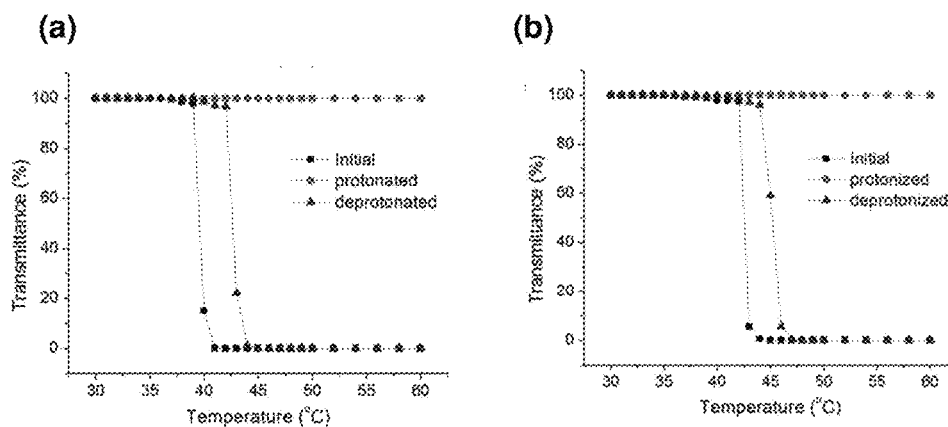 (a)
Transmittance (%)
100
80
60
40
20
0
Initial
protonated
deprotonated
30 35 40 45 50 55 60
Temperature (°C)
(b)
Transmittance (%)
100
80
60
40
20
0
Initial
protonized
deprotonized
30 35 40 45 50 55 60
Temperature (°C)